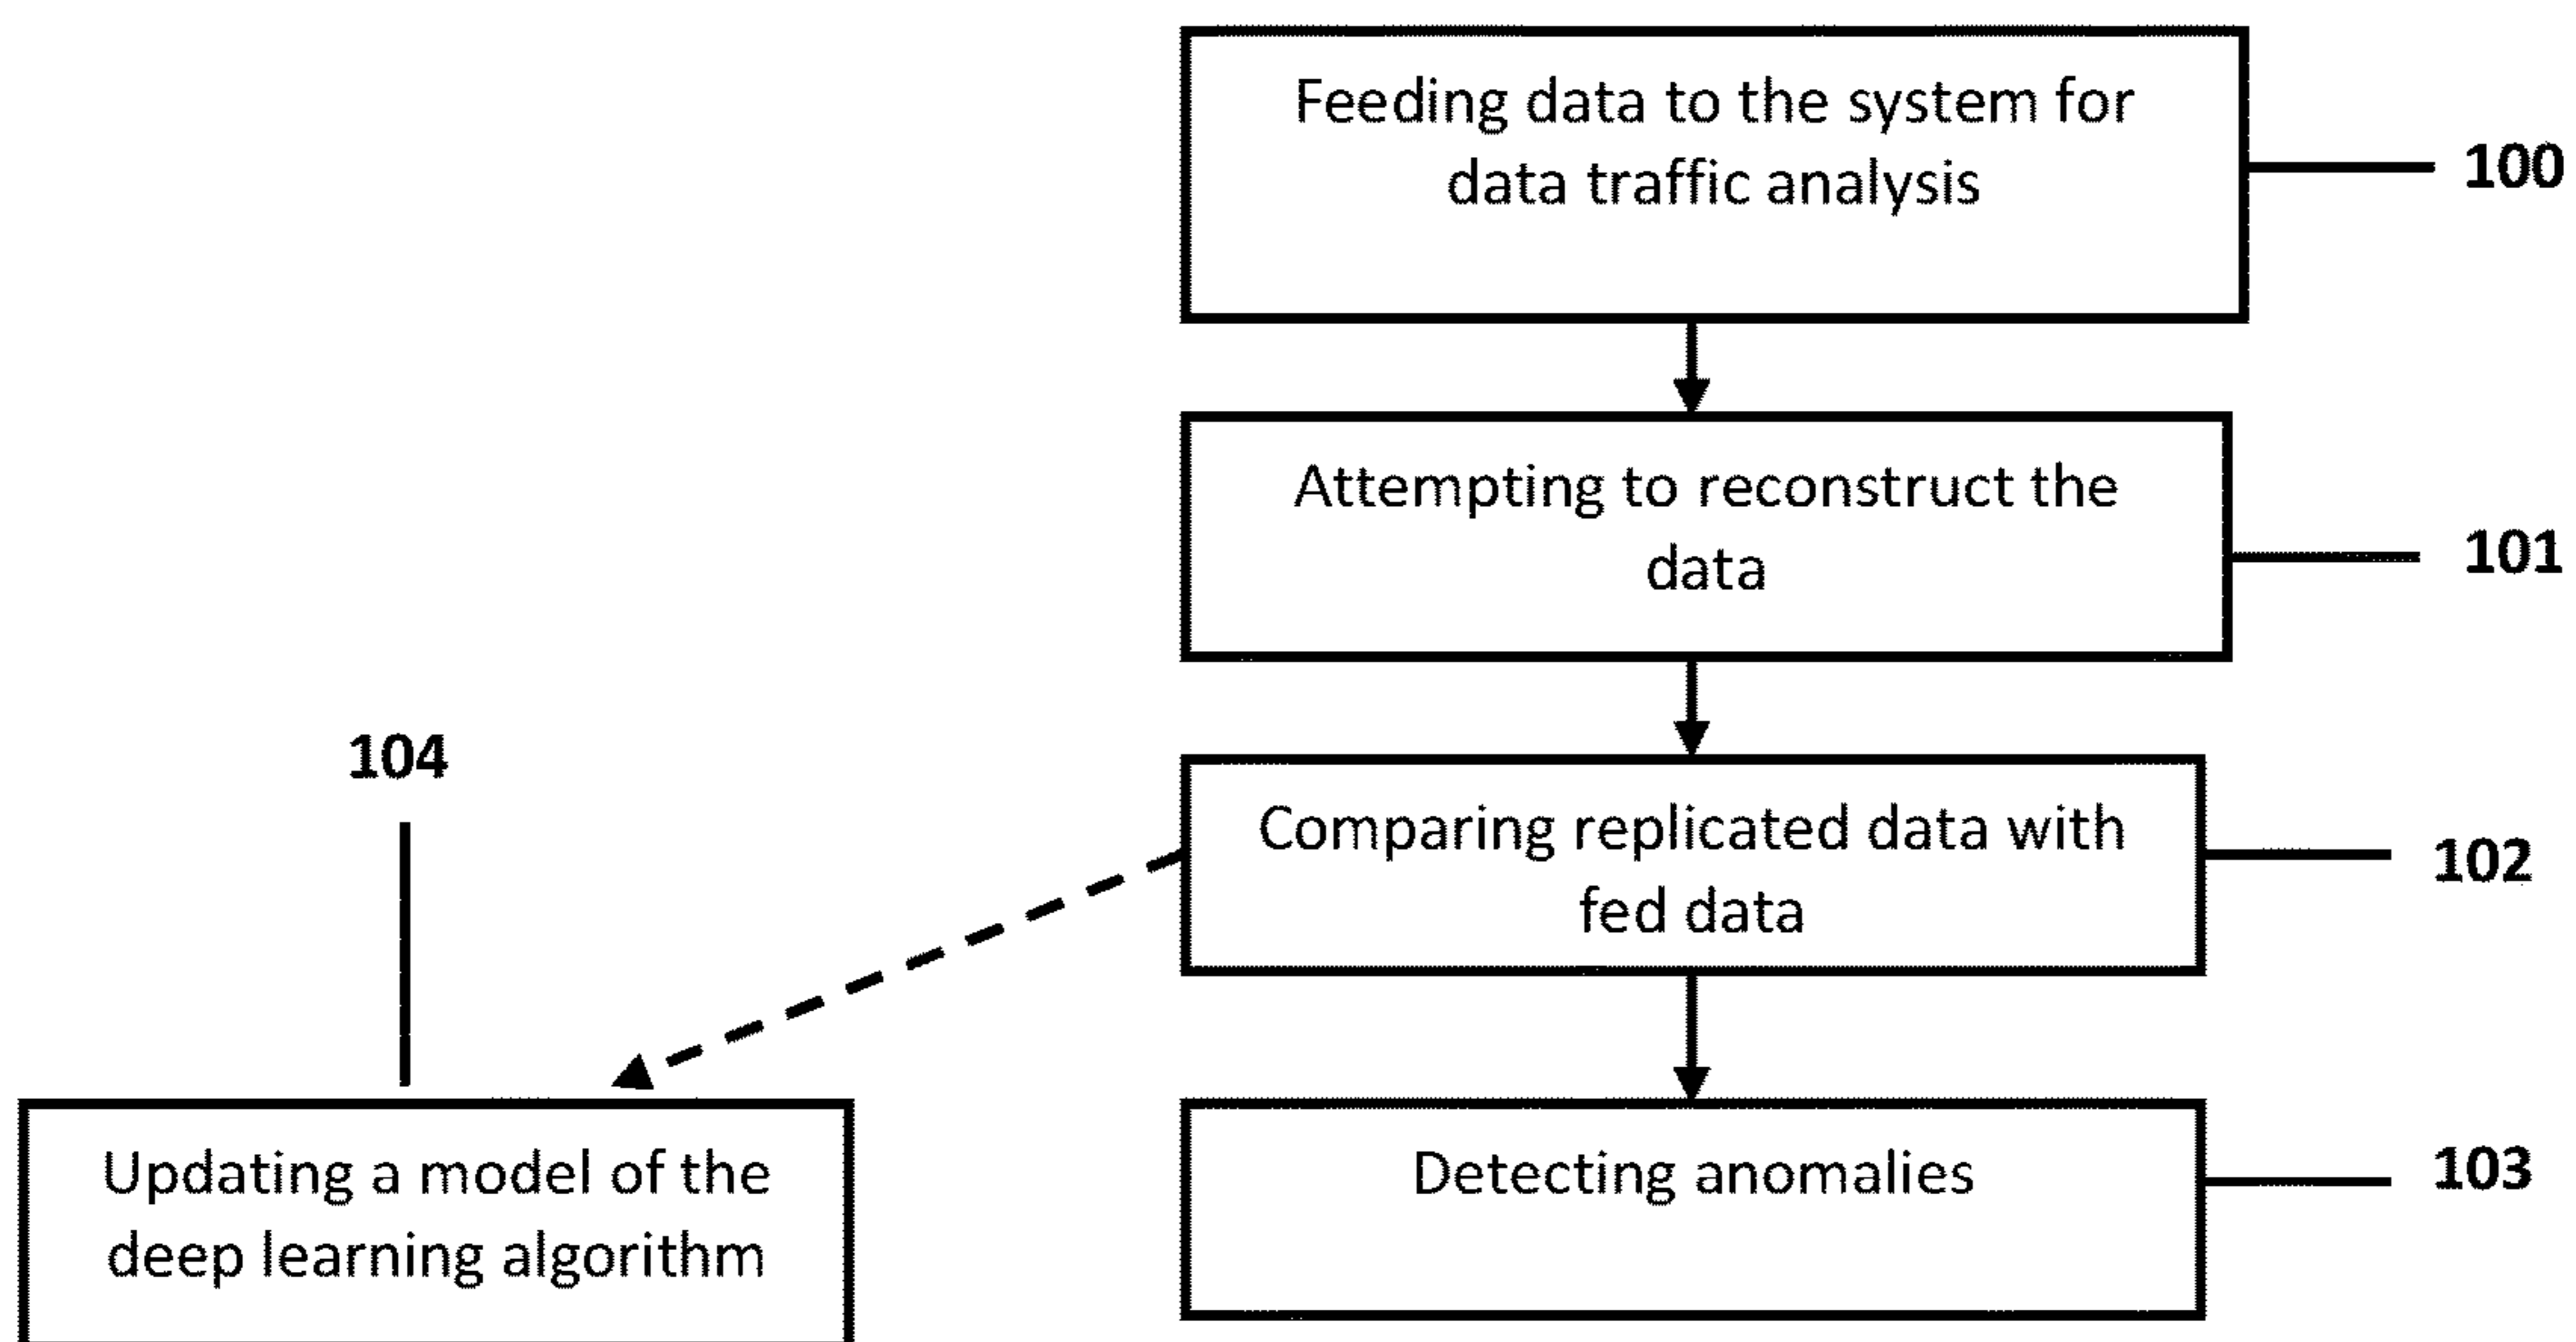 Feeding data to the system for
data traffic analysis
100
Attempting to reconstruct the
data
101
104
Comparing replicated data with
fed data
102
Updating a model of the
deep learning algorithm
Detecting anomalies
103